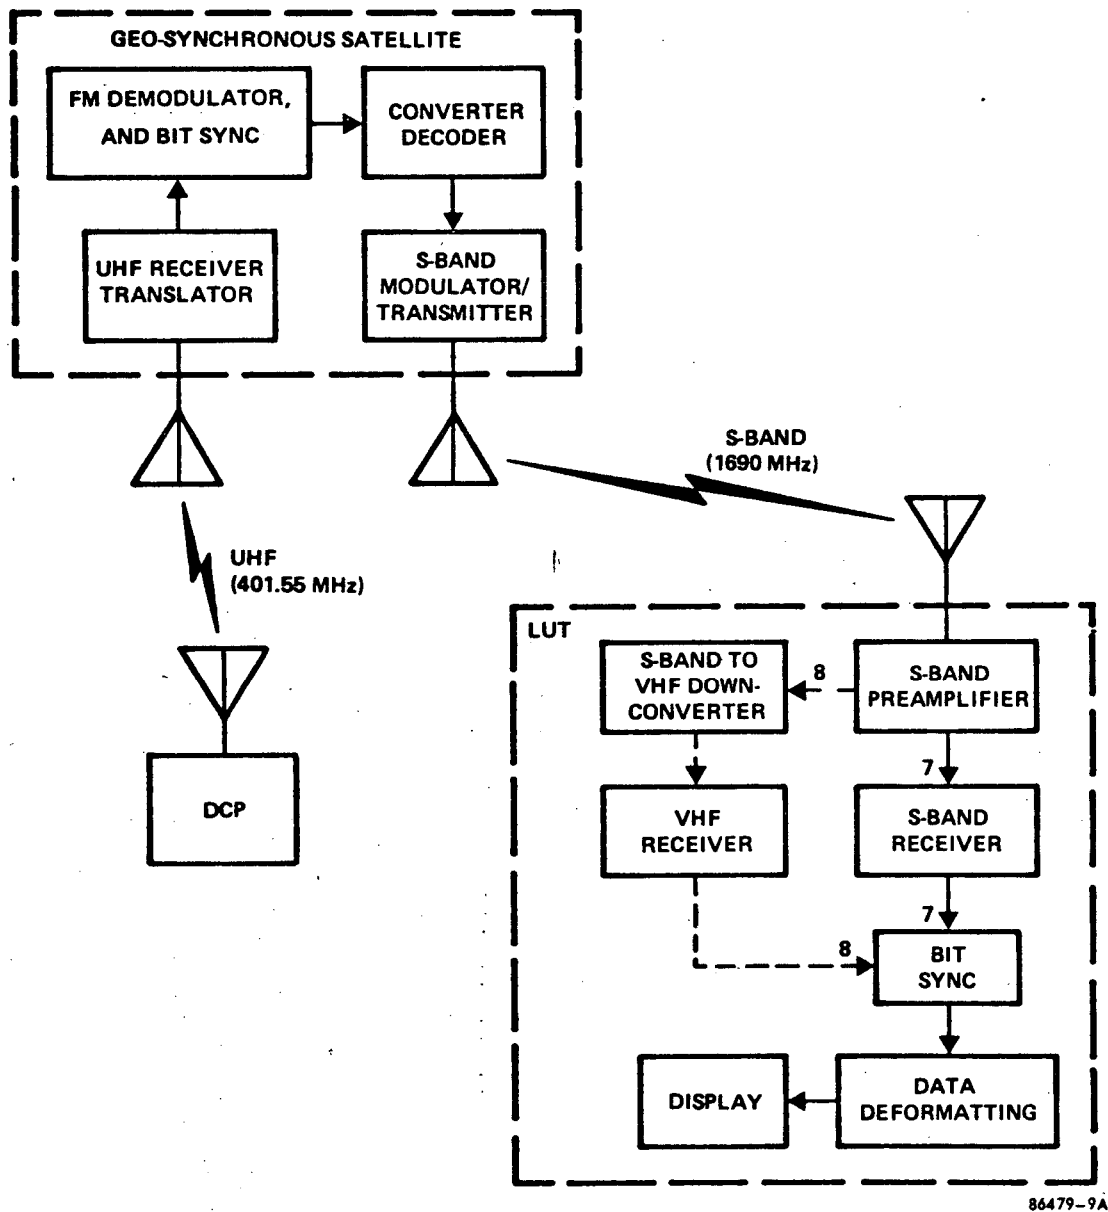 GEO-SYNCHRONOUS SATELLITE
FM DEMODULATOR,
AND BIT SYNC
CONVERTER
DECODER
UHF RECEIVER
TRANSLATOR
S-BAND
MODULATOR/
TRANSMITTER
S-BAND
(1690 MHz)
UHF
(401.55 MHz)
DCP
LUT
S-BAND TO
VHF DOWN-
CONVERTER
8
S-BAND
PREAMPLIFIER
7
VHF
RECEIVER
S-BAND
RECEIVER
7
8
BIT
SYNC
DISPLAY
DATA
DEFORMATTING
86479-9A